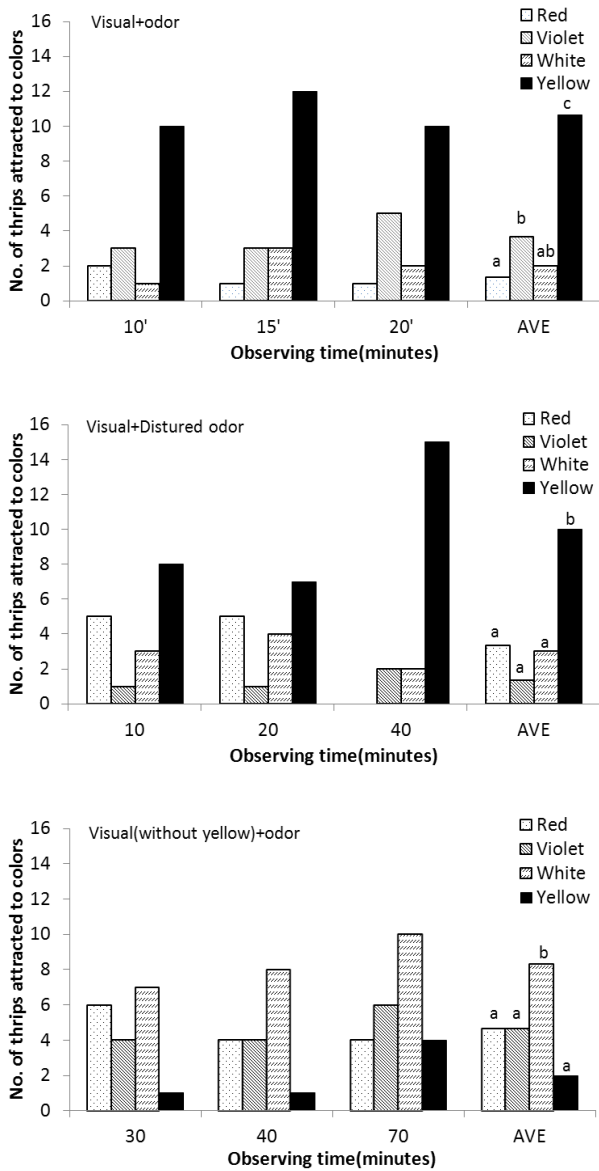 Visual+odor
Red
Violet
White
Yellow
No. of thrips attracted to colors
16
14
12
10
8
6
4
2
0
a
b
ab
c
10' 15' 20' AVE
Observing time(minutes)
Visual+Distured odor
Red
Violet
White
Yellow
No. of thrips attracted to colors
16
14
12
10
8
6
4
2
0
a
a
a
b
10 20 40 AVE
Observing time(minutes)
Visual(without yellow)+odor
Red
Violet
White
Yellow
No. of thrips attracted to colors
16
14
12
10
8
6
4
2
0
a
a
b
a
30 40 70 AVE
Observing time(minutes)